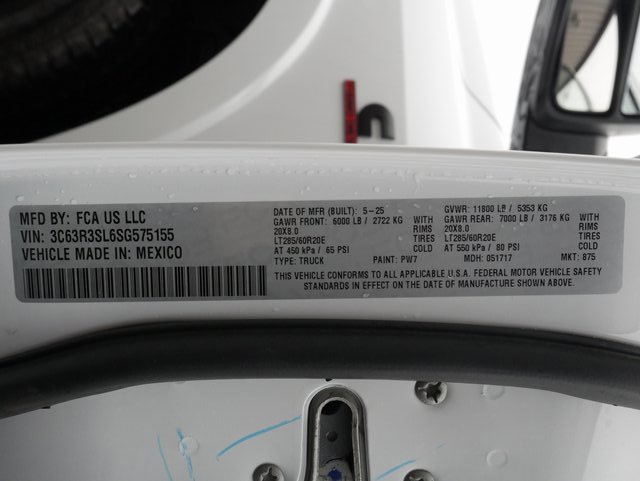 MFD BY: FCA US LLC
VIN: 3C63R3SL6SG575155
VEHICLE MADE IN: MEXICO
DATE OF MFR (BUILT): 5-25
GAWR FRONT: 6000 LB / 2722 KG WITH
20X8.0 RIMS
LT285/60R20E TIRES
AT 450 kPa / 65 PSI COLD
TYPE: TRUCK PAINT: PW7
GVWR: 11800 LB / 5353 KG
GAWR REAR: 7000 LB / 3176 KG WITH
20X8.0 RIMS
LT285/60R20E TIRES
AT 550 kPa / 80 PSI COLD
MDH: 051717 MKT: 875
THIS VEHICLE CONFORMS TO ALL APPLICABLE U.S.A. FEDERAL MOTOR VEHICLE SAFETY
STANDARDS IN EFFECT ON THE DATE OF MANUFACTURE SHOWN ABOVE.